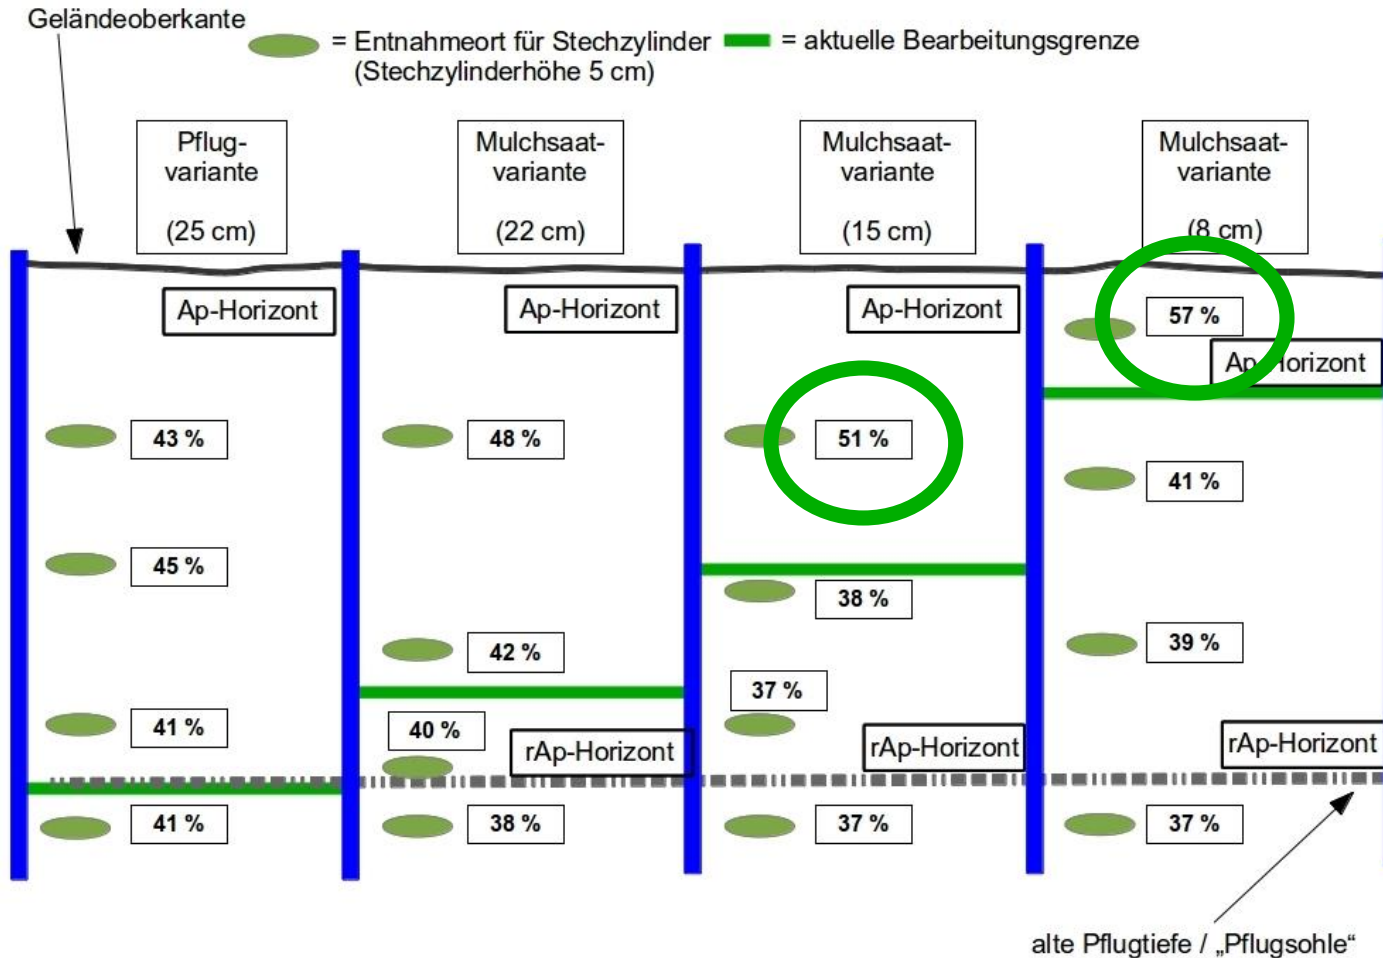 Geländeoberkante
= Entnahmeort für Stechzylinder
(Stechzylinderhöhe 5 cm)
= aktuelle Bearbeitungsgrenze
Pflug-
variante
(25 cm)
Mulchsaat-
variante
(22 cm)
Mulchsaat-
variante
(15 cm)
Mulchsaat-
variante
(8 cm)
Ap-Horizont
43 %
45 %
41 %
41 %
Ap-Horizont
48 %
42 %
40 %
rAp-Horizont
38 %
Ap-Horizont
51 %
38 %
37 %
rAp-Horizont
37 %
57 %
Ap-Horizont
41 %
39 %
rAp-Horizont
37 %
alte Pflugtiefe / „Pflugsohle“